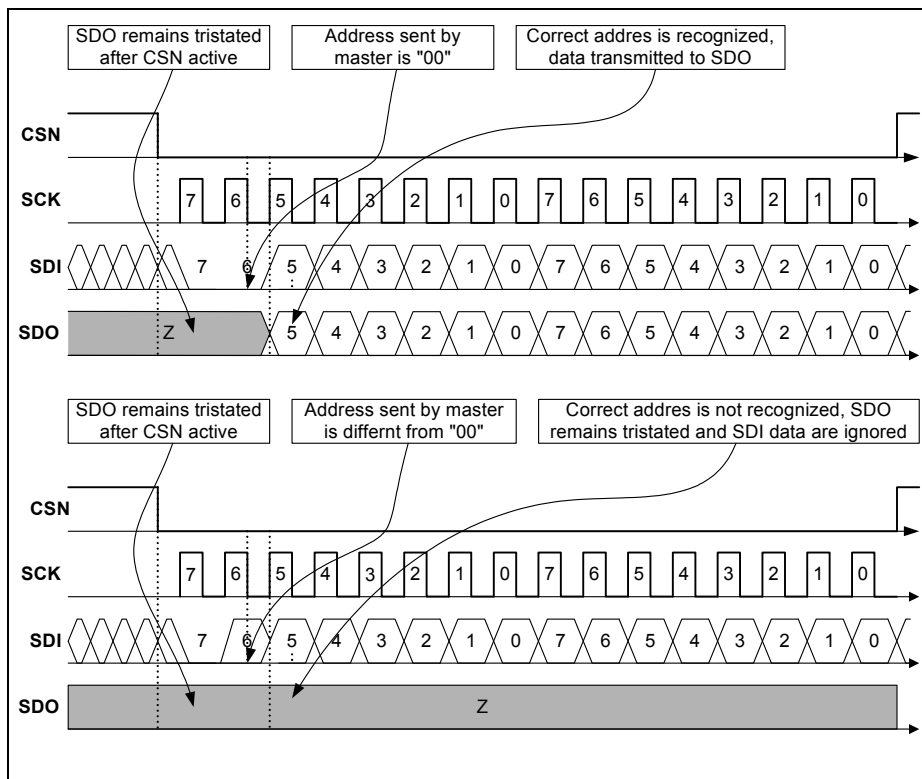 SDO remains tristated
after CSN active
Address sent by
master is "00"
Correct addres is recognized,
data transmitted to SDO
CSN
SCK
7 6 5 4 3 2 1 0 7 6 5 4 3 2 1 0
SDI
7 6 5 4 3 2 1 0 7 6 5 4 3 2 1 0
SDO
Z 5 4 3 2 1 0 7 6 5 4 3 2 1 0
SDO remains tristated
after CSN active
Address sent by master
is differnt from "00"
Correct addres is not recognized, SDO
remains tristated and SDI data are ignored
CSN
SCK
7 6 5 4 3 2 1 0 7 6 5 4 3 2 1 0
SDI
7 6 5 4 3 2 1 0 7 6 5 4 3 2 1 0
SDO
Z